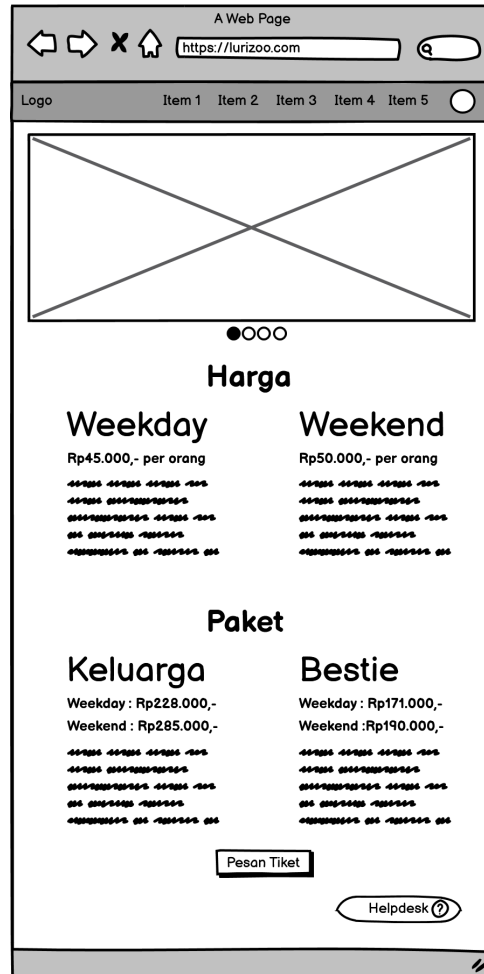 A Web Page
https://lurizoo.com
Logo Item 1 Item 2 Item 3 Item 4 Item 5
Harga
Weekday
Rp45.000,- per orang
Weekend
Rp50.000,- per orang
Paket
Keluarga
Weekday : Rp228.000,-
Weekend : Rp285.000,-
Bestie
Weekday : Rp171.000,-
Weekend :Rp190.000,-
Pesan Tiket
Helpdesk ?